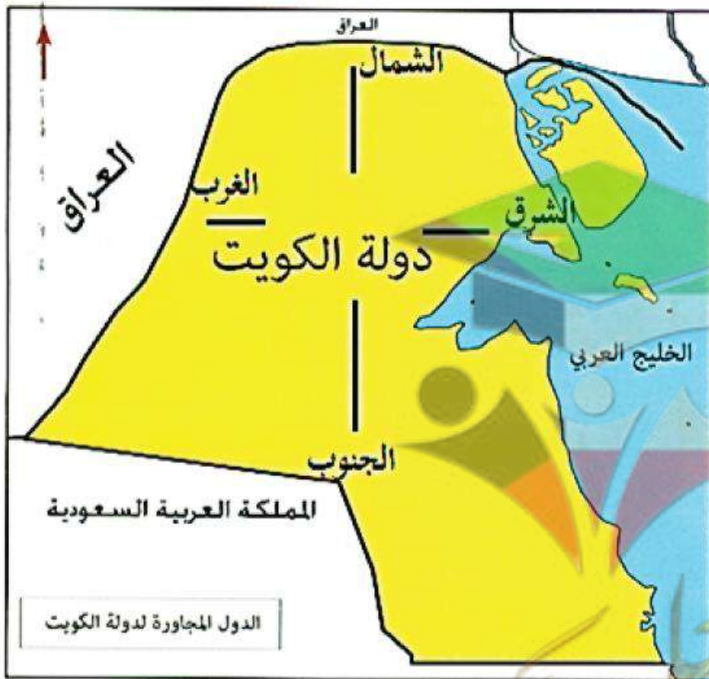 العراق
الشمال
العراق
الغرب
الشرق
دولة الكويت
الخليج العربي
الجنوب
المملكة العربية السعودية
الدول المجاورة لدولة الكويت